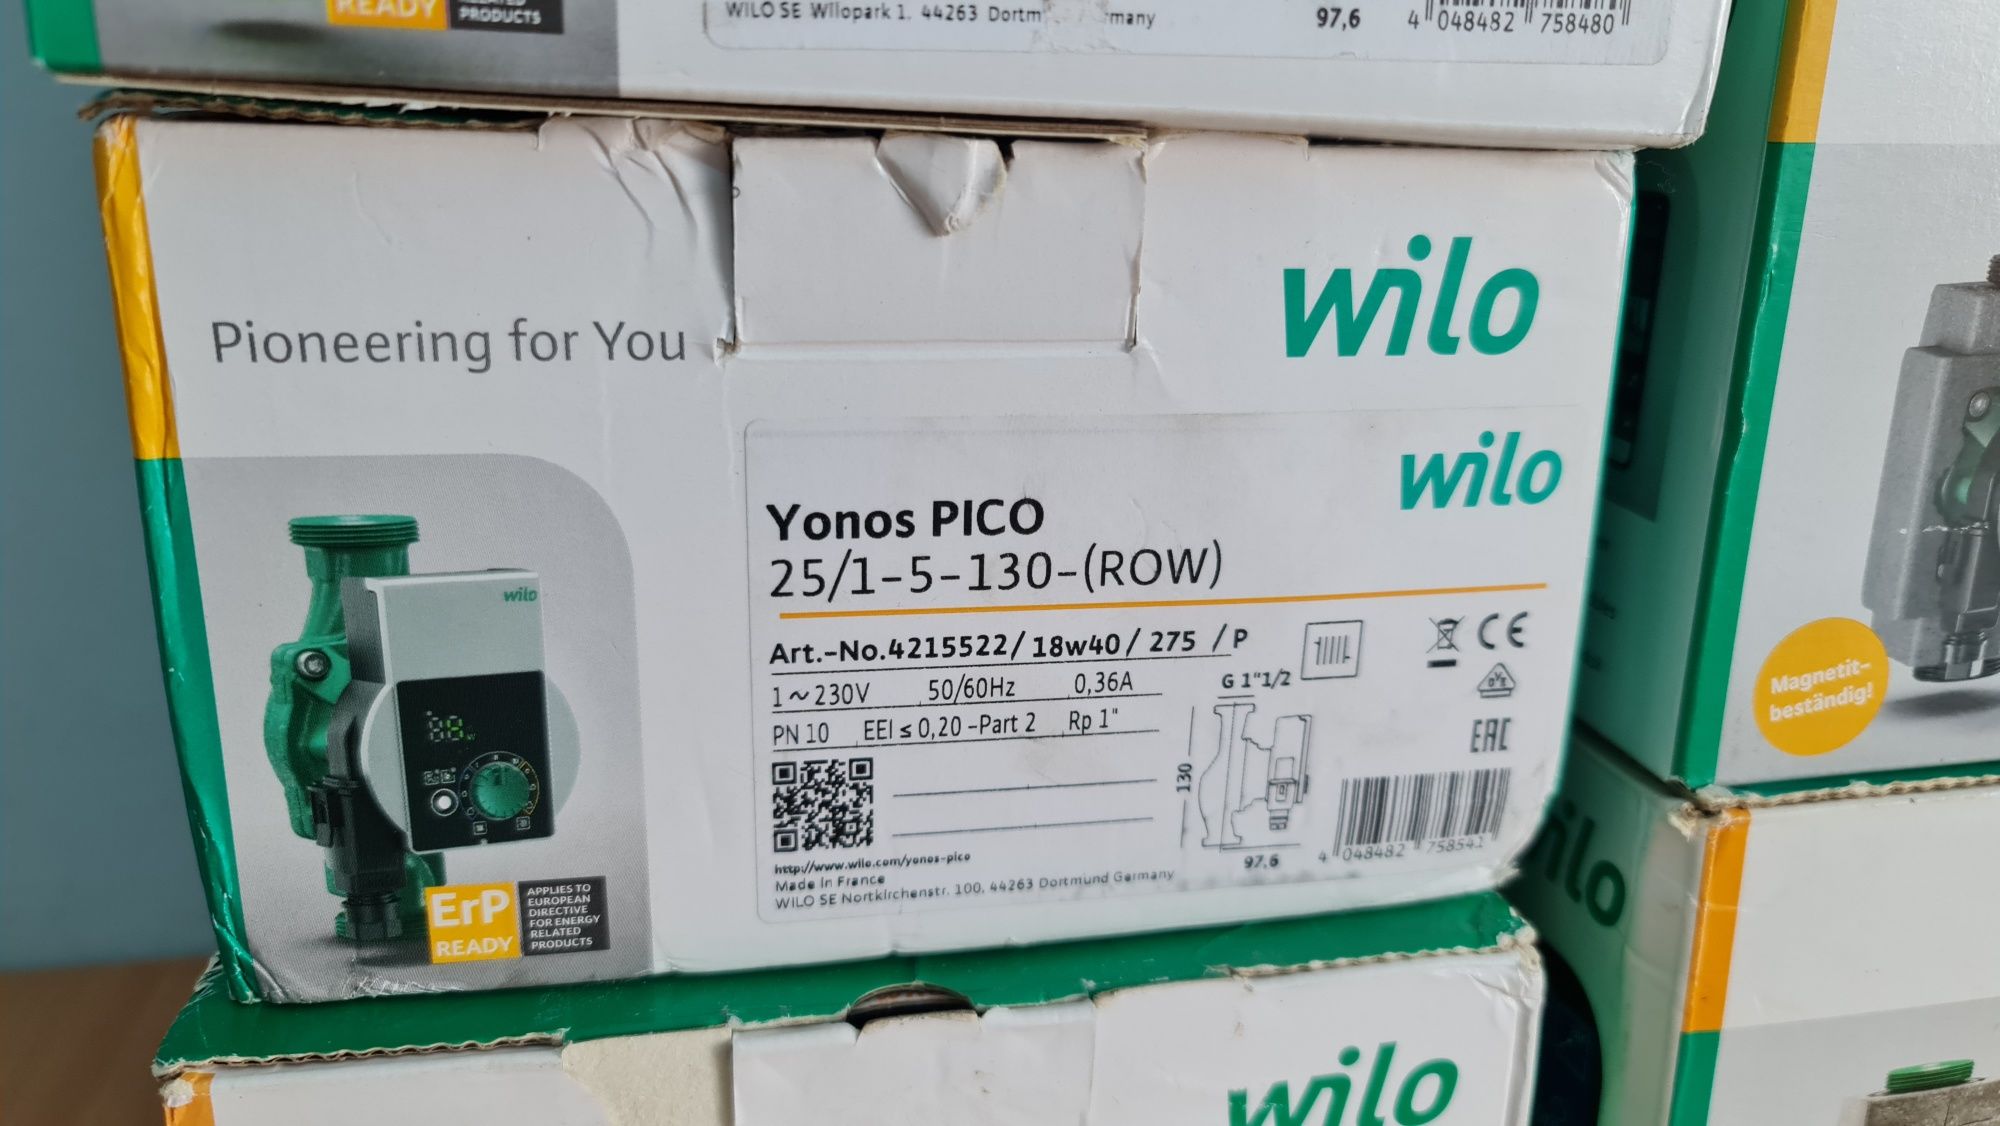 READY
PRODUCTS
WILO SE Wilopark 1. 44263
97,6
4 048482 758480
Pioneering for You
wilo
wilo
Yonos PICO
25/1-5-130-(ROW)
Art.-No.4215522/ 18w40 / 275 / P
1~230V 50/60Hz 0,36A
PN 10 EEI ≤ 0,20 -Part 2 Rp 1"
G 1"1/2
130
97,6
CE
EAC
4 048482 758541
http://www.wilo.com/yonos-pico
Made in France
WILO SE Nortkirchenstr. 100, 44263 Dortmund Germany
wilo
ErP
READY
APPLIES TO
EUROPEAN
DIRECTIVE
FOR ENERGY
RELATED
PRODUCTS
Magnetit-
beständig!
wilo
wilo